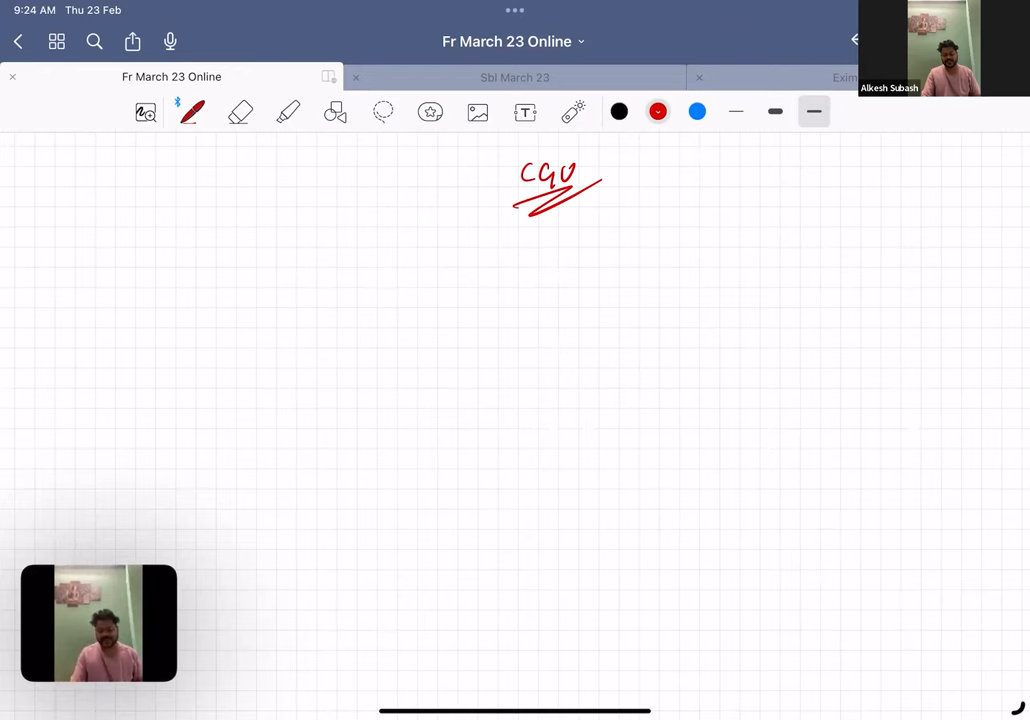 9:24 AM Thu 23 Feb
Fr March 23 Online
Alkesh Subash
Fr March 23 Online
Sbl March 23
Exim
T
CGU